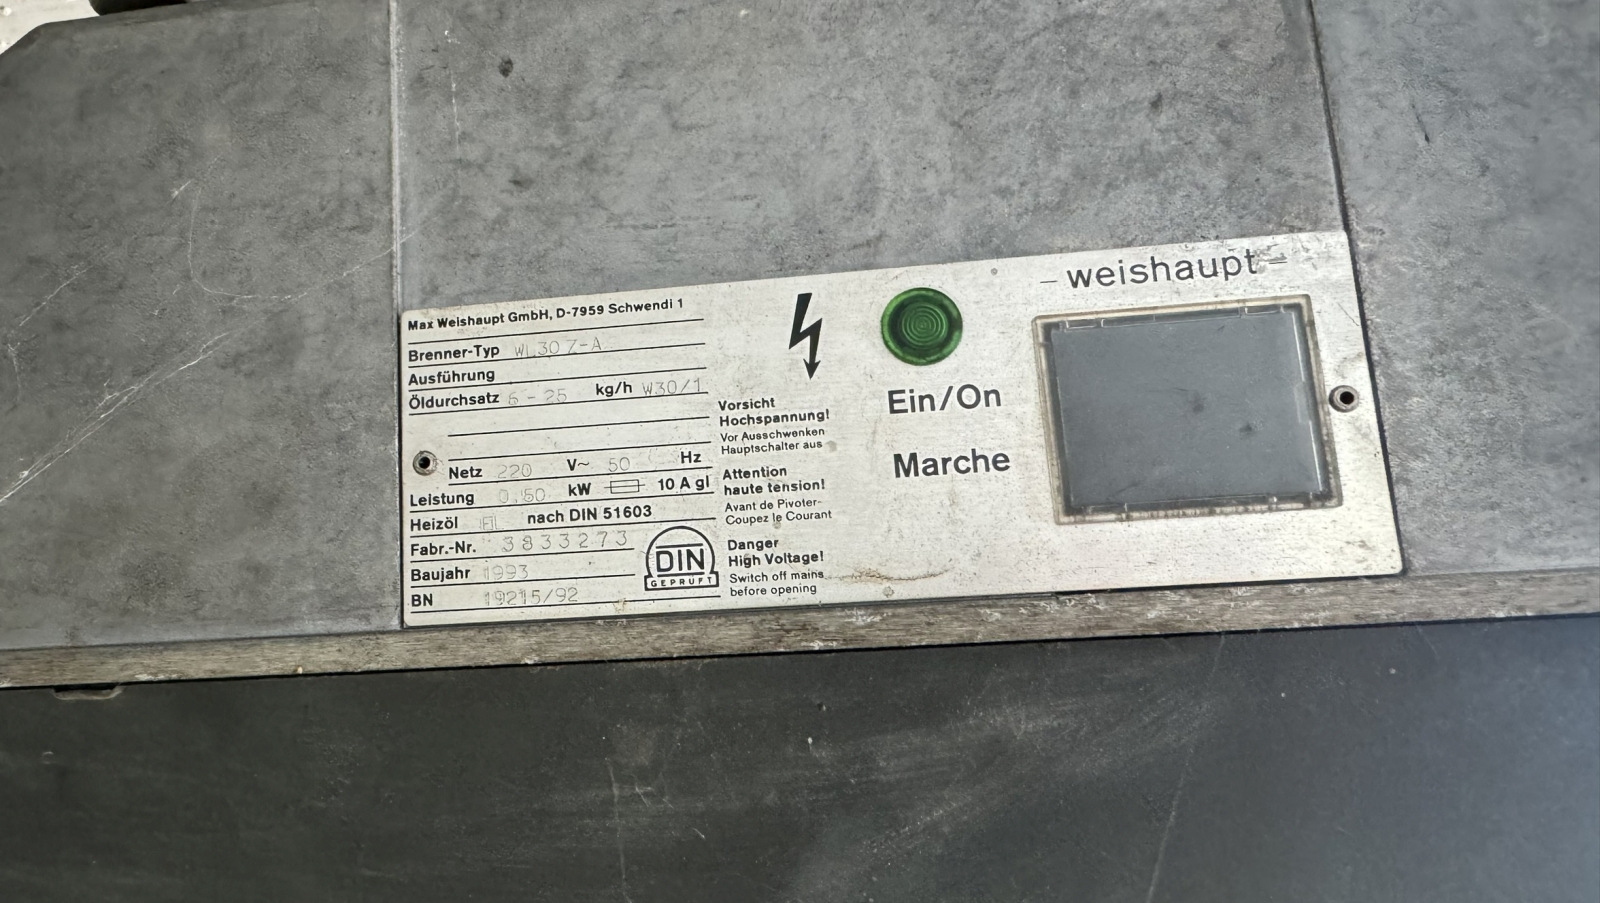 Max Weishaupt GmbH, D-7959 Schwendi 1
Brenner-Typ WL30 Z-A
Ausführung
Öldurchsatz 6 - 25 kg/h W30/1
Netz 220 V~ 50 Hz
Leistung 0,60 kW 10 A gl
Heizöl EL nach DIN 51603
Fabr.-Nr. 3833273
Baujahr 1993
BN 19215/92
DIN
GEPRÜFT
Vorsicht
Hochspannung!
Vor Ausschwenken
Hauptschalter aus
Attention
haute tension!
Avant de Pivoter-
Coupez le Courant
Danger
High Voltage!
Switch off mains
before opening
Ein/On
Marche
– weishaupt –